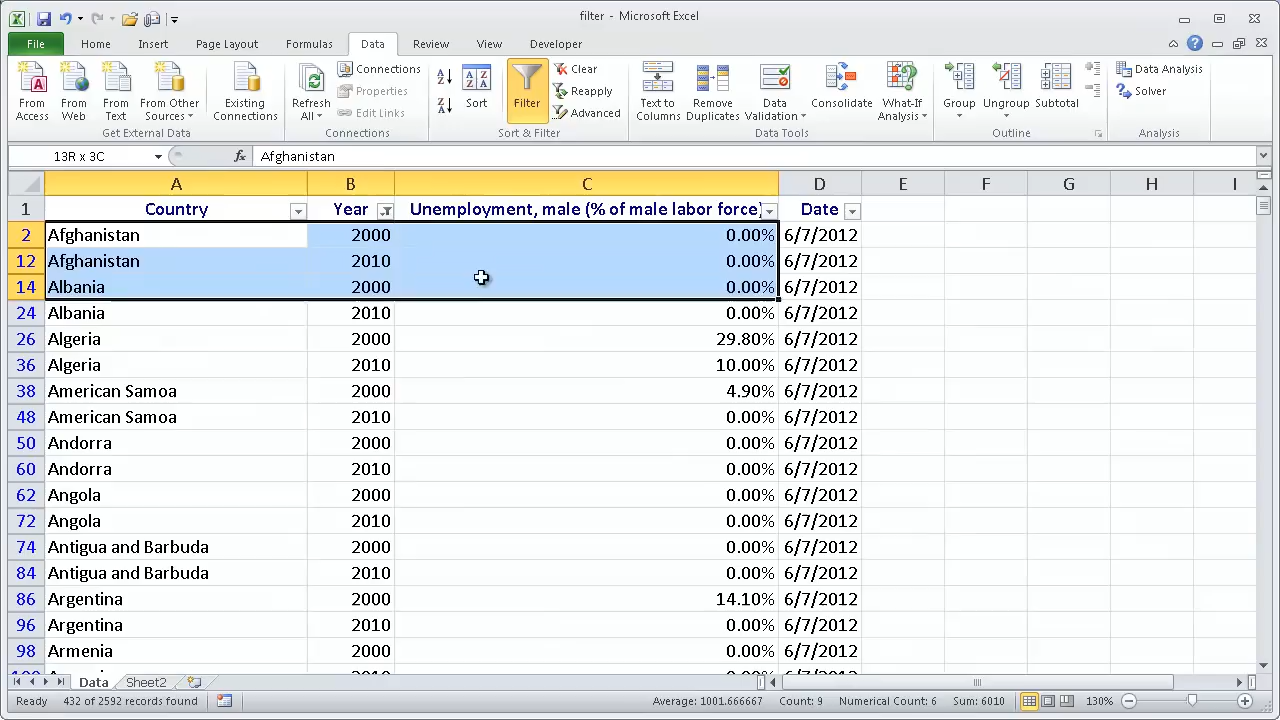 filter - Microsoft Excel
File Home Insert Page Layout Formulas Data Review View Developer
From Access
From Web
From Text
From Other Sources
Existing Connections
Get External Data
Refresh All
Connections
Properties
Edit Links
Connections
Sort
Filter
Clear
Reapply
Advanced
Sort & Filter
Text to Columns
Remove Duplicates
Data Validation
Consolidate
What-If Analysis
Data Tools
Group
Ungroup
Subtotal
Outline
Data Analysis
Solver
Analysis
13R x 3C fx Afghanistan
A B C D E F G H I
1 Country Year Unemployment, male (% of male labor force) Date
2 Afghanistan 2000 0.00% 6/7/2012
12 Afghanistan 2010 0.00% 6/7/2012
14 Albania 2000 0.00% 6/7/2012
24 Albania 2010 0.00% 6/7/2012
26 Algeria 2000 29.80% 6/7/2012
36 Algeria 2010 10.00% 6/7/2012
38 American Samoa 2000 4.90% 6/7/2012
48 American Samoa 2010 0.00% 6/7/2012
50 Andorra 2000 0.00% 6/7/2012
60 Andorra 2010 0.00% 6/7/2012
62 Angola 2000 0.00% 6/7/2012
72 Angola 2010 0.00% 6/7/2012
74 Antigua and Barbuda 2000 0.00% 6/7/2012
84 Antigua and Barbuda 2010 0.00% 6/7/2012
86 Argentina 2000 14.10% 6/7/2012
96 Argentina 2010 0.00% 6/7/2012
98 Armenia 2000 0.00% 6/7/2012
Data Sheet2
Ready 432 of 2592 records found Average: 1001.666667 Count: 9 Numerical Count: 6 Sum: 6010 130%